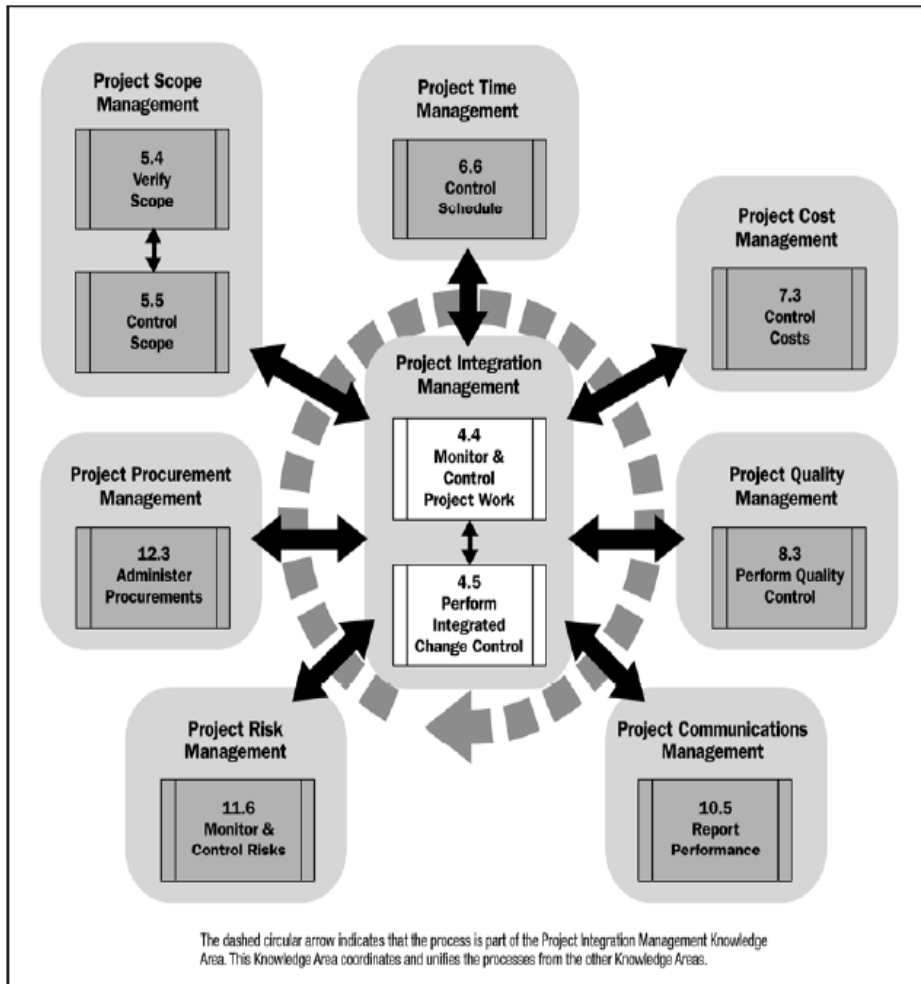 Project Scope
Management
5.4
Verify
Scope
5.5
Control
Scope
Project Time
Management
6.6
Control
Schedule
Project Cost
Management
7.3
Control
Costs
Project Integration
Management
4.4
Monitor &
Control
Project Work
4.5
Perform
Integrated
Change Control
Project Procurement
Management
12.3
Administer
Procurements
Project Quality
Management
8.3
Perform Quality
Control
Project Risk
Management
11.6
Monitor &
Control Risks
Project Communications
Management
10.5
Report
Performance
The dashed circular arrow indicates that the process is part of the Project Integration Management Knowledge
Area. This Knowledge Area coordinates and unifies the processes from the other Knowledge Areas.